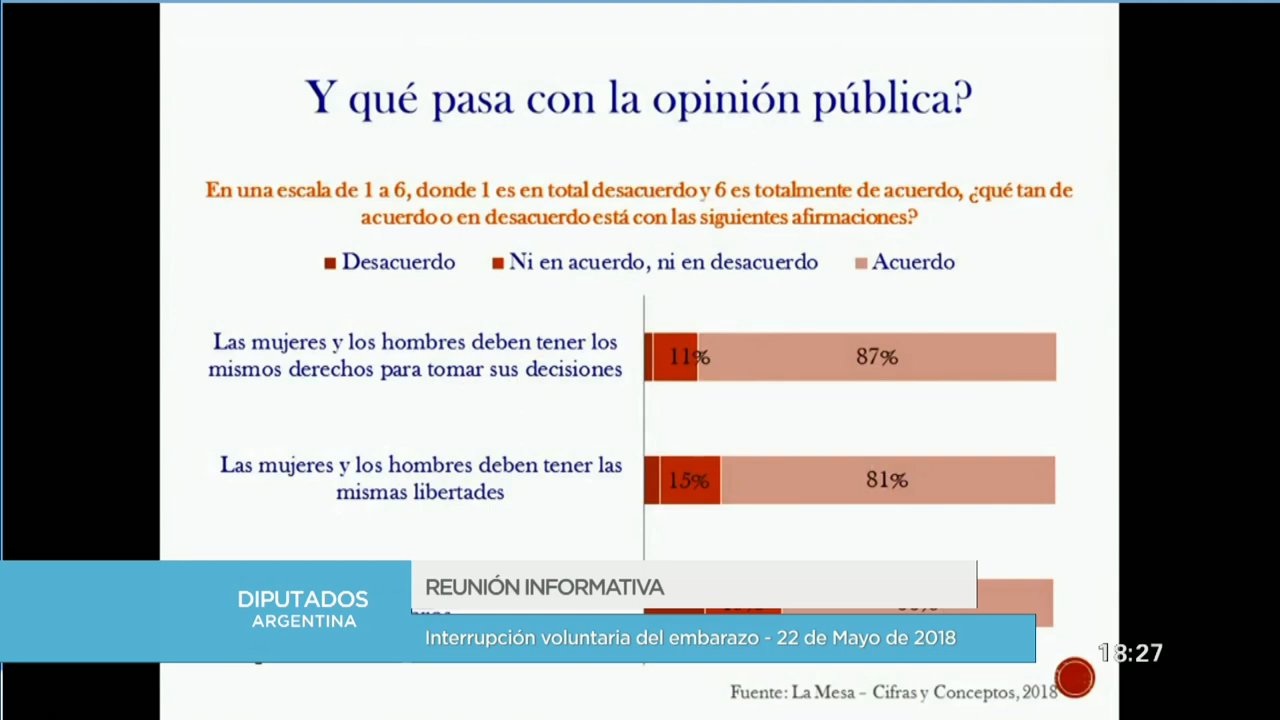 Y qué pasa con la opinión pública?
En una escala de 1 a 6, donde 1 es en total desacuerdo y 6 es totalmente de acuerdo, ¿qué tan de
acuerdo o en desacuerdo está con las siguientes afirmaciones?
Desacuerdo Ni en acuerdo, ni en desacuerdo Acuerdo
Las mujeres y los hombres deben tener los
mismos derechos para tomar sus decisiones
11% 87%
Las mujeres y los hombres deben tener las
mismas libertades
15% 81%
DIPUTADOS
ARGENTINA
REUNIÓN INFORMATIVA
Interrupción voluntaria del embarazo - 22 de Mayo de 2018
18:27
Fuente: La Mesa – Cifras y Conceptos, 2018